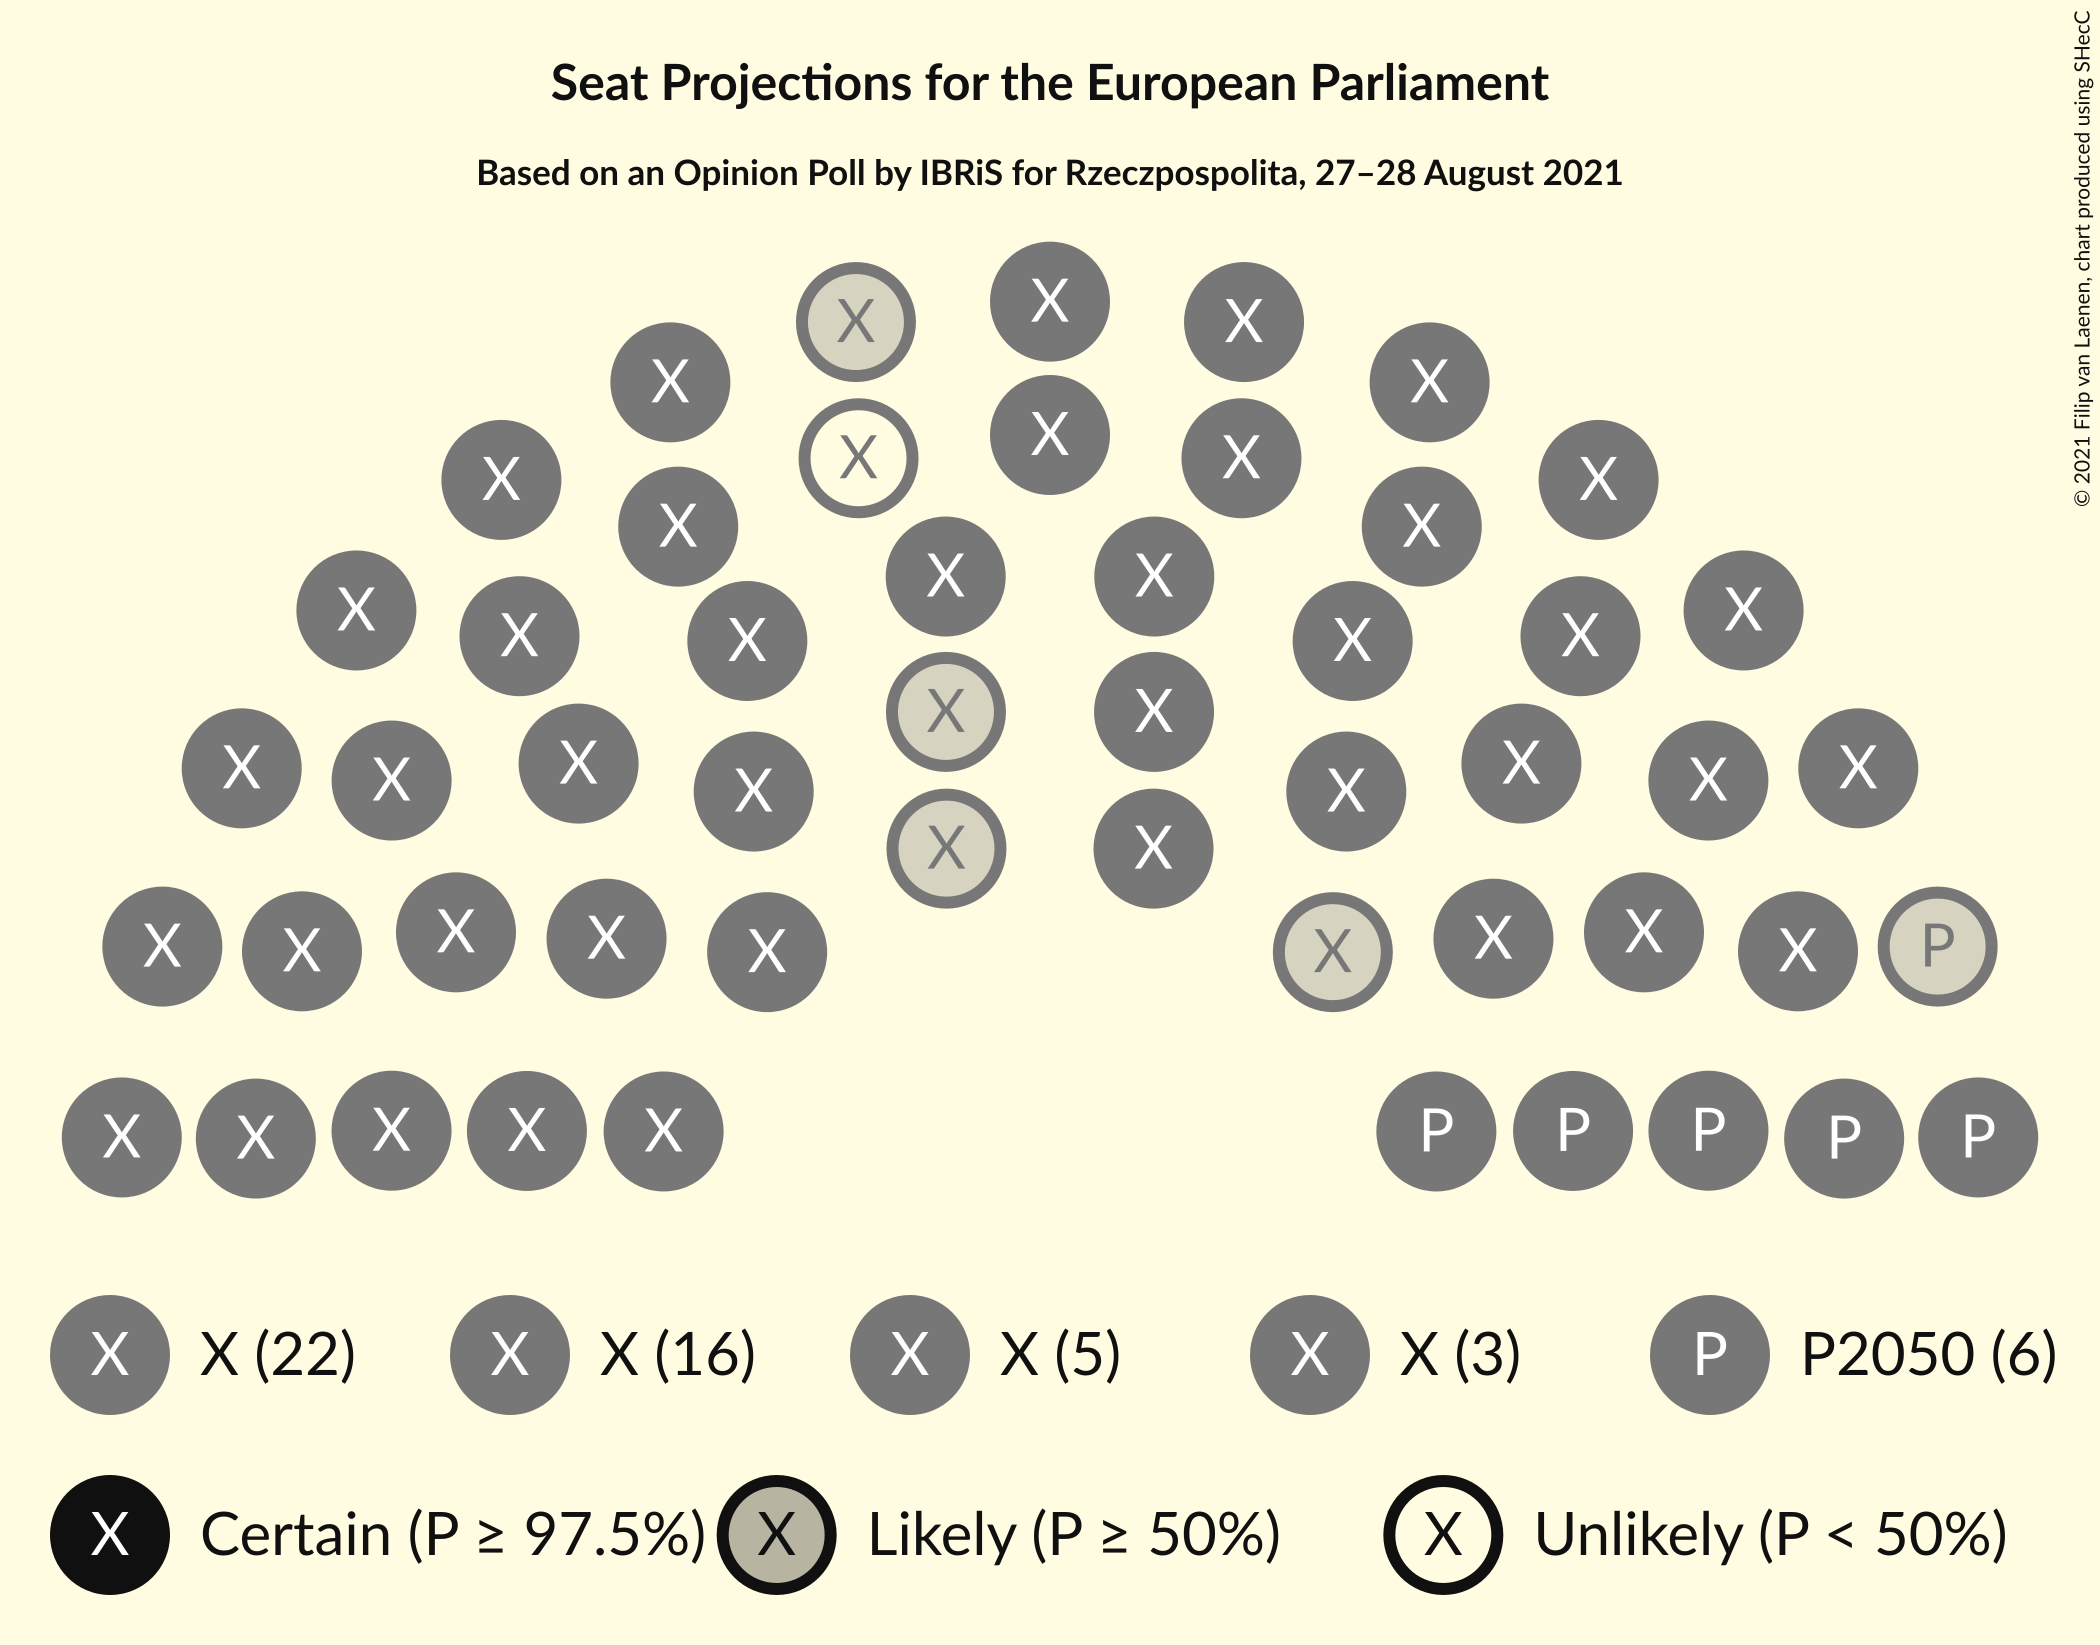 Seat Projections for the European Parliament
Based on an Opinion Poll by IBRiS for Rzeczpospolita, 27–28 August 2021
© 2021 Filip van Laenen, chart produced using SHecC
X X X
X X
X X X
X X
X X
X X
X X
X X X
X X
X X
X X
X X
X X
X X X X
X X
X X
X X X X X X X X P
X X
X X X X X P P P P P
X X (22) X X (16) X X (5) X X (3) P P2050 (6)
X Certain (P ≥ 97.5%) X Likely (P ≥ 50%) X Unlikely (P < 50%)